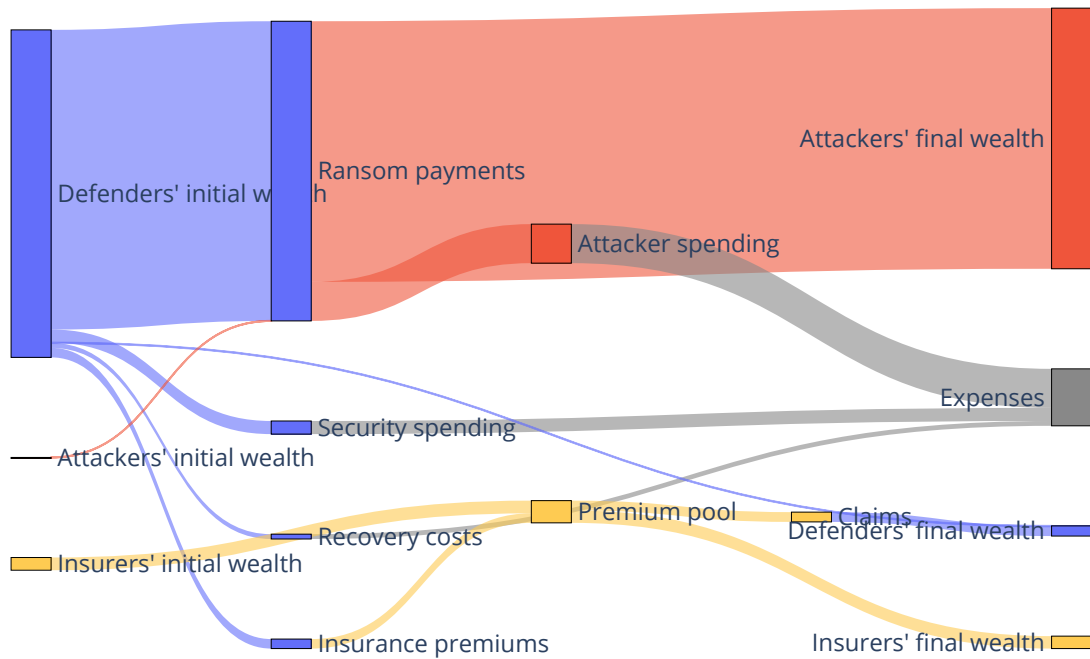 Attackers' final wealth
Ransom payments
Defenders' initial wealth
Attacker spending
Expenses
Security spending
Attackers' initial wealth
Premium pool
Claims
Defenders' final wealth
Recovery costs
Insurers' initial wealth
Insurance premiums
Insurers' final wealth